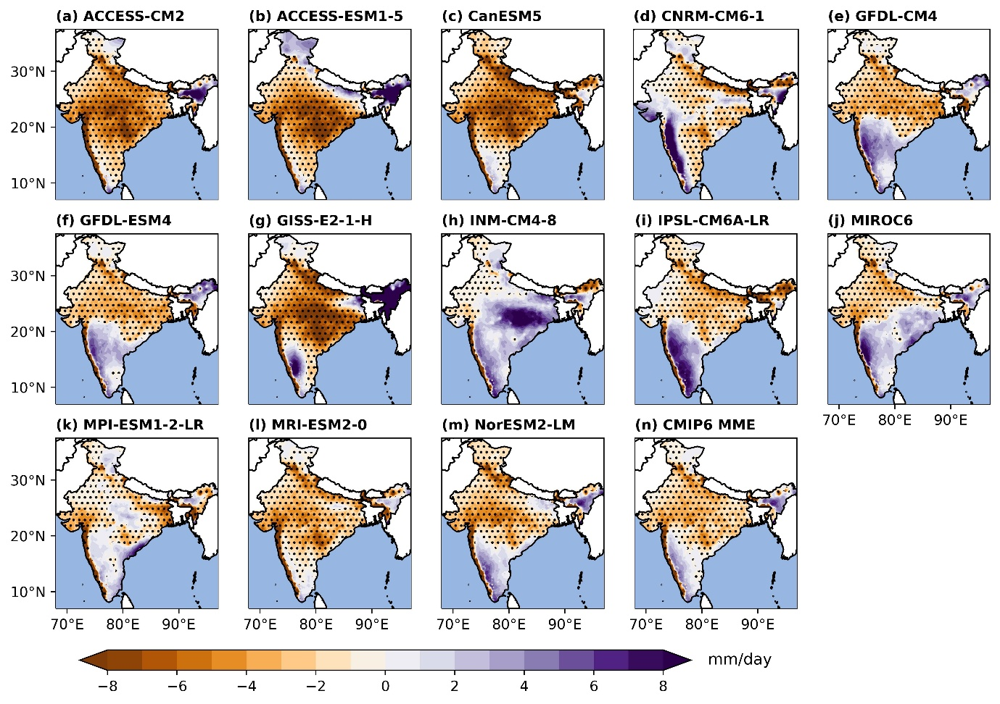 (a) ACCESS-CM2
(b) ACCESS-ESM1-5
(c) CanESM5
(d) CNRM-CM6-1
(e) GFDL-CM4
30°N
20°N
10°N
(f) GFDL-ESM4
(g) GISS-E2-1-H
(h) INM-CM4-8
(i) IPSL-CM6A-LR
(j) MIROC6
30°N
20°N
10°N
70°E 80°E 90°E
(k) MPI-ESM1-2-LR
(l) MRI-ESM2-0
(m) NorESM2-LM
(n) CMIP6 MME
30°N
20°N
10°N
70°E 80°E 90°E
70°E 80°E 90°E
70°E 80°E 90°E
70°E 80°E 90°E
mm/day
−8 −6 −4 −2 0 2 4 6 8